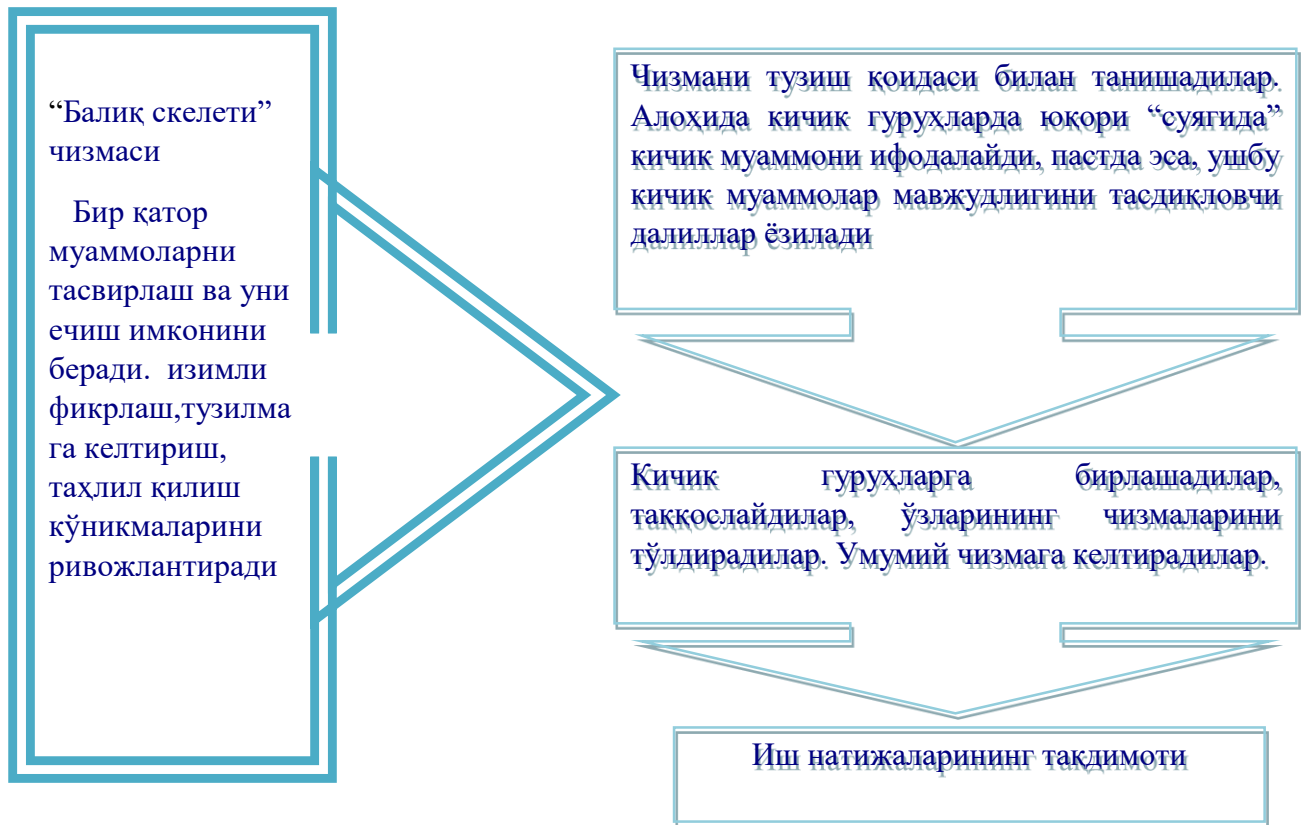 “Балиқ скелети”
чизмаси
Бир қатор
муаммоларни
тасвирлаш ва уни
ечиш имконини
беради. изимли
фикрлаш,тузилма
га келтириш,
таҳлил қилиш
кўникмаларини
ривожлантиради
Чизмани тузиш қоидаси билан танишадилар.
Алоҳида кичик гуруҳларда юқори “суягида”
кичик муаммони ифодалайди, пастда эса, ушбу
кичик муаммолар мавжудлигини тасдиқловчи
далиллар ёзилади
Кичик гуруҳларга бирлашадилар,
таққослайдилар, ўзларининг чизмаларини
тўлдирадилар. Умумий чизмага келтирадилар.
Иш натижаларининг тақдимоти